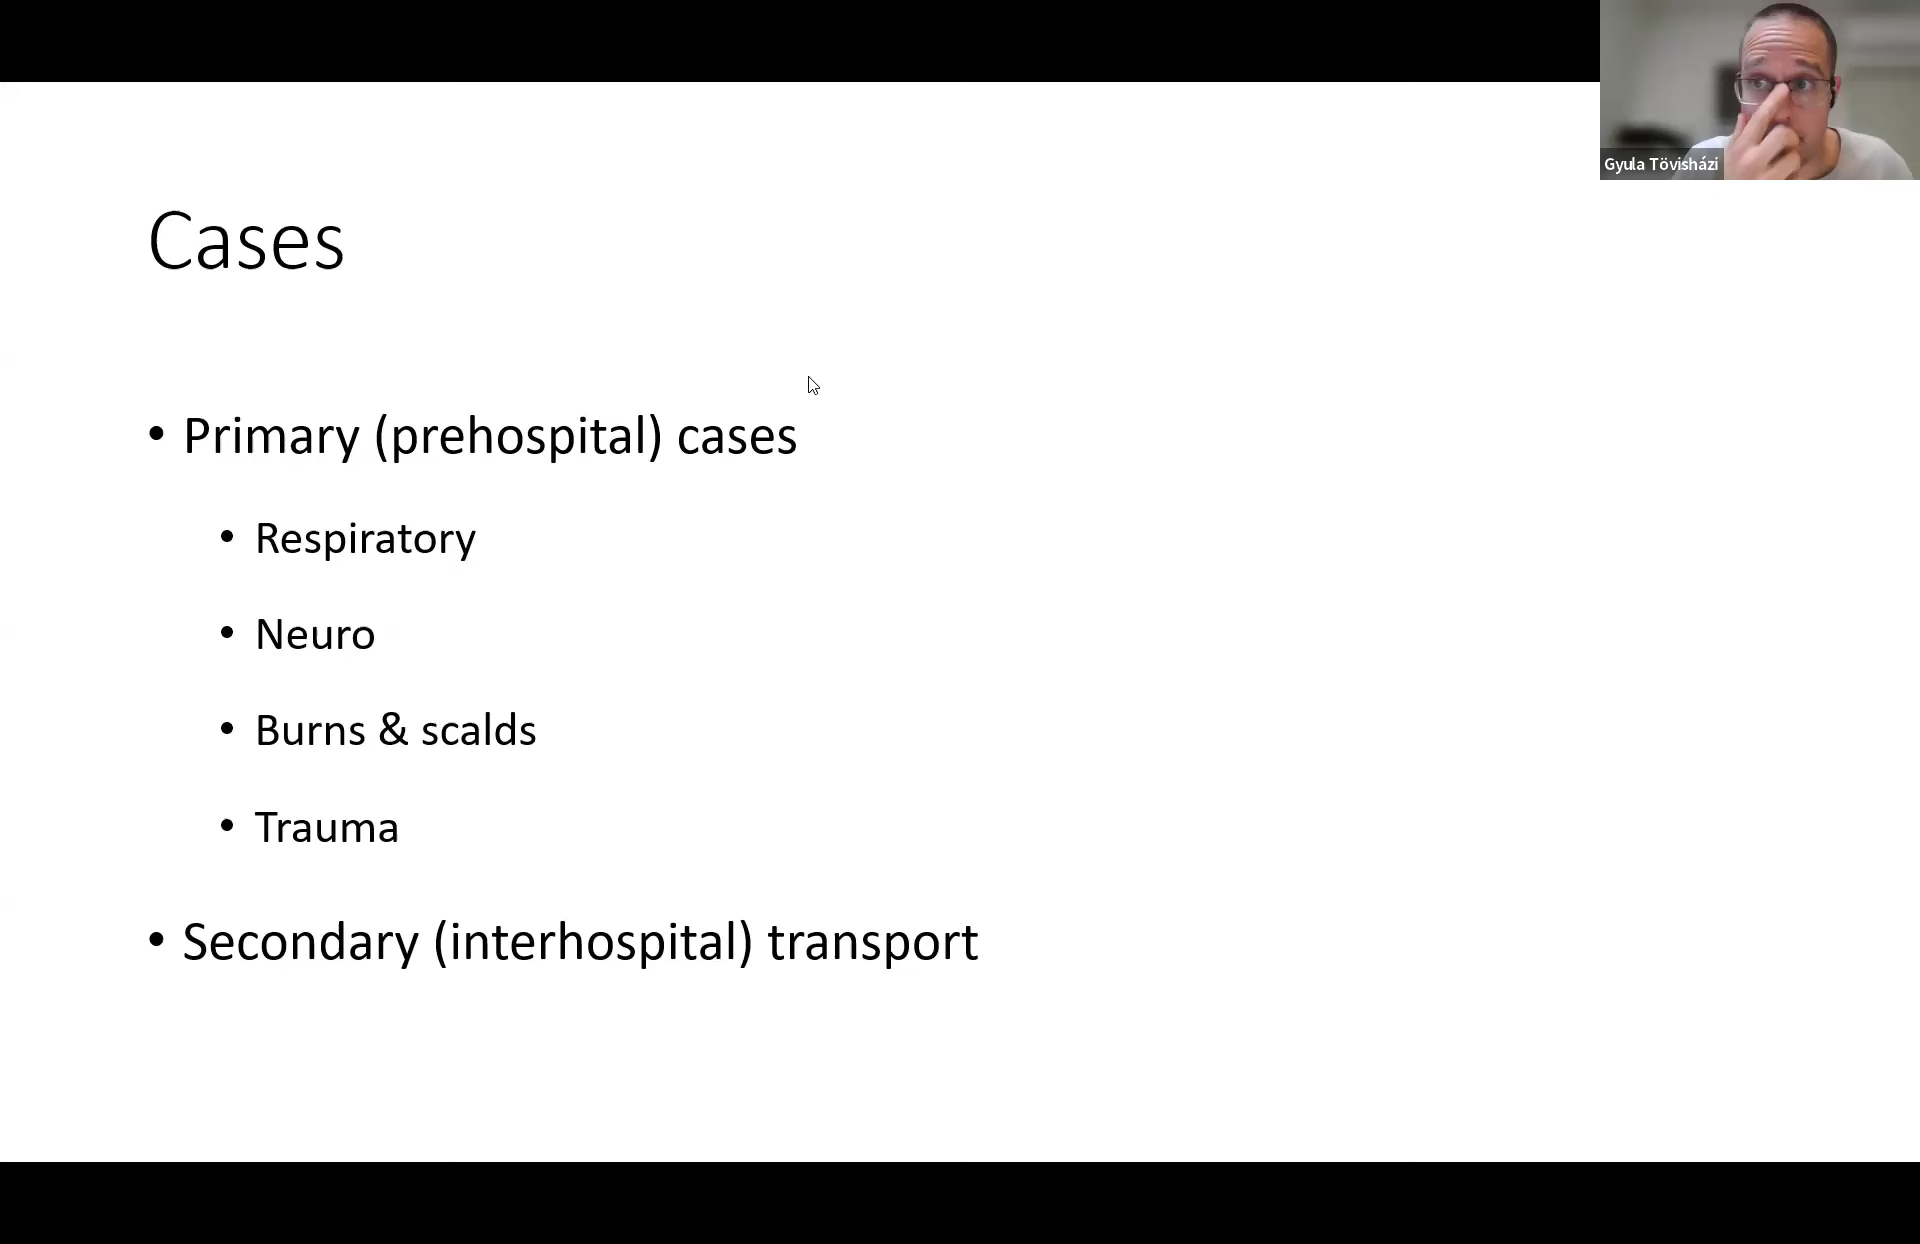 Gyula Tövisházi
Cases
• Primary (prehospital) cases
• Respiratory
• Neuro
• Burns & scalds
• Trauma
• Secondary (interhospital) transport